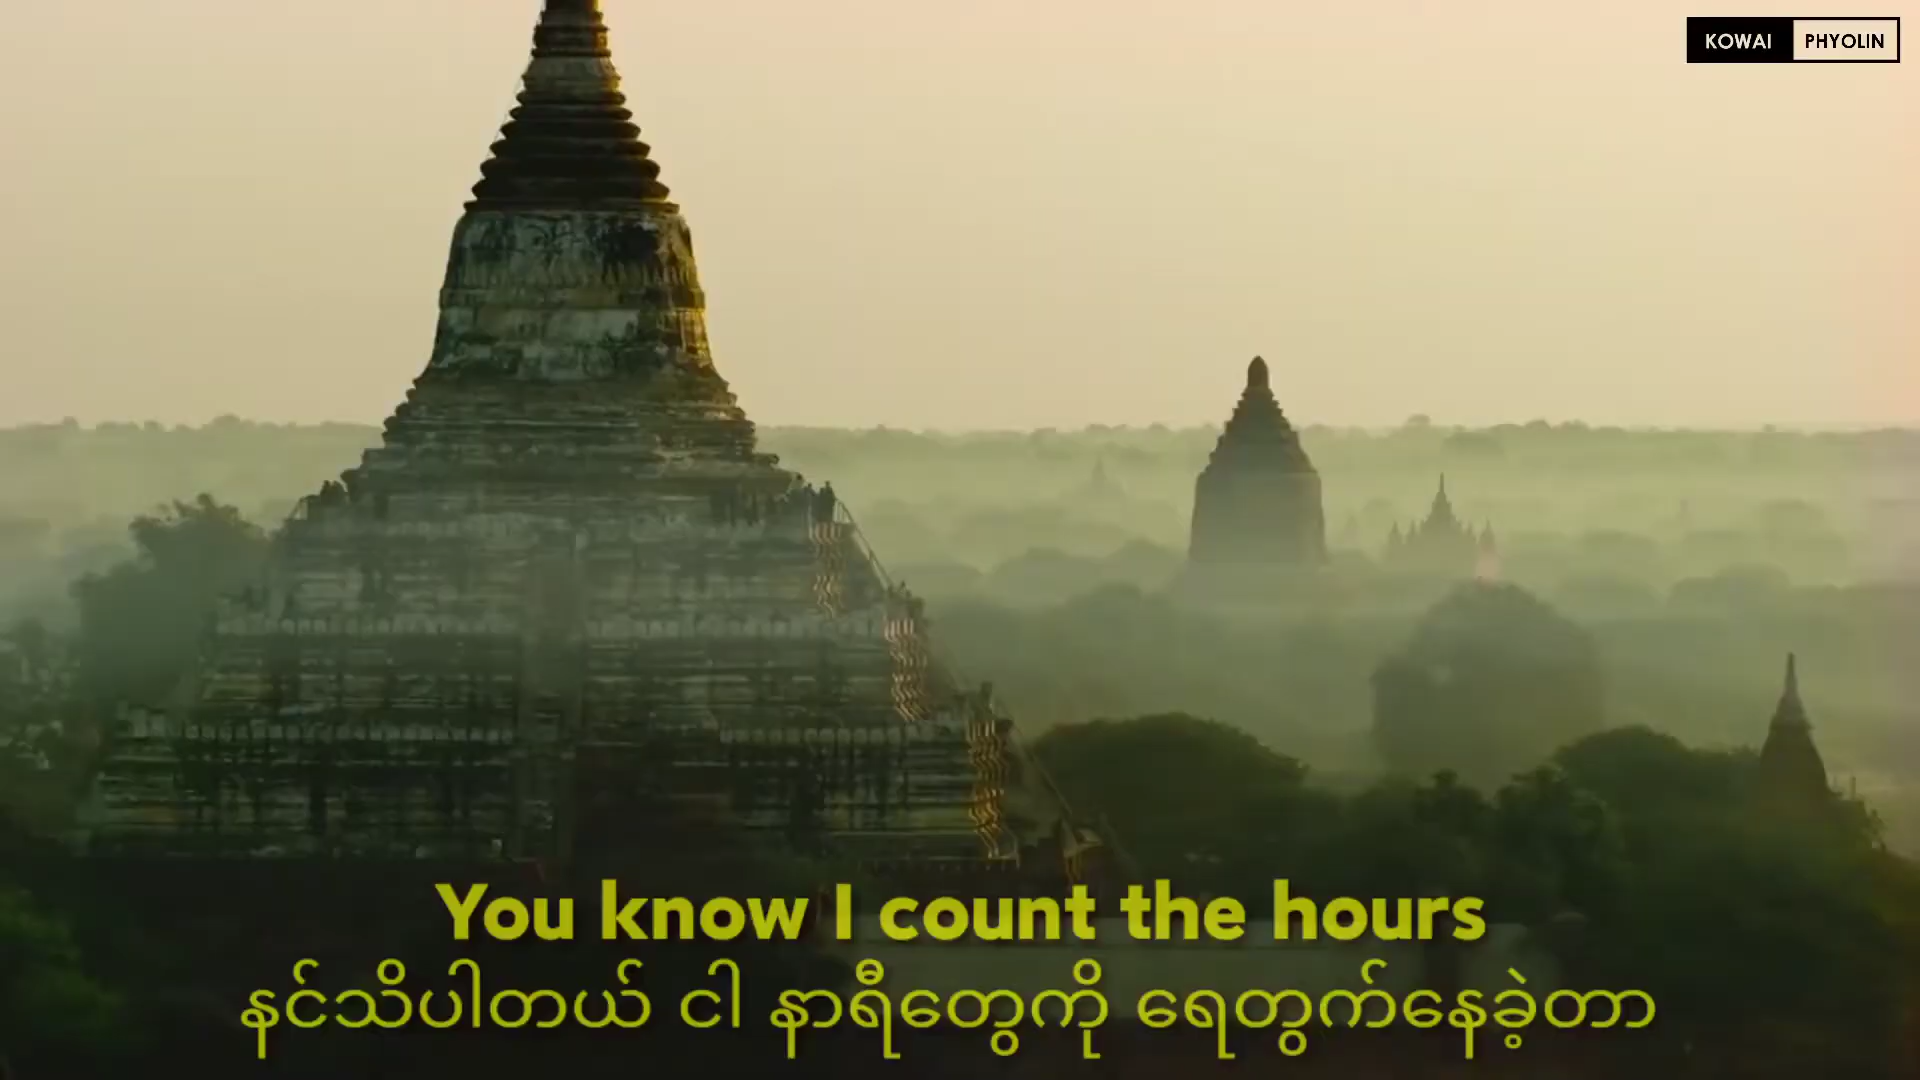 KOWAI PHYOLIN
You know I count the hours
နင်သိပါတယ် ငါ နာရီတွေကို ရေတွက်နေခဲ့တာ